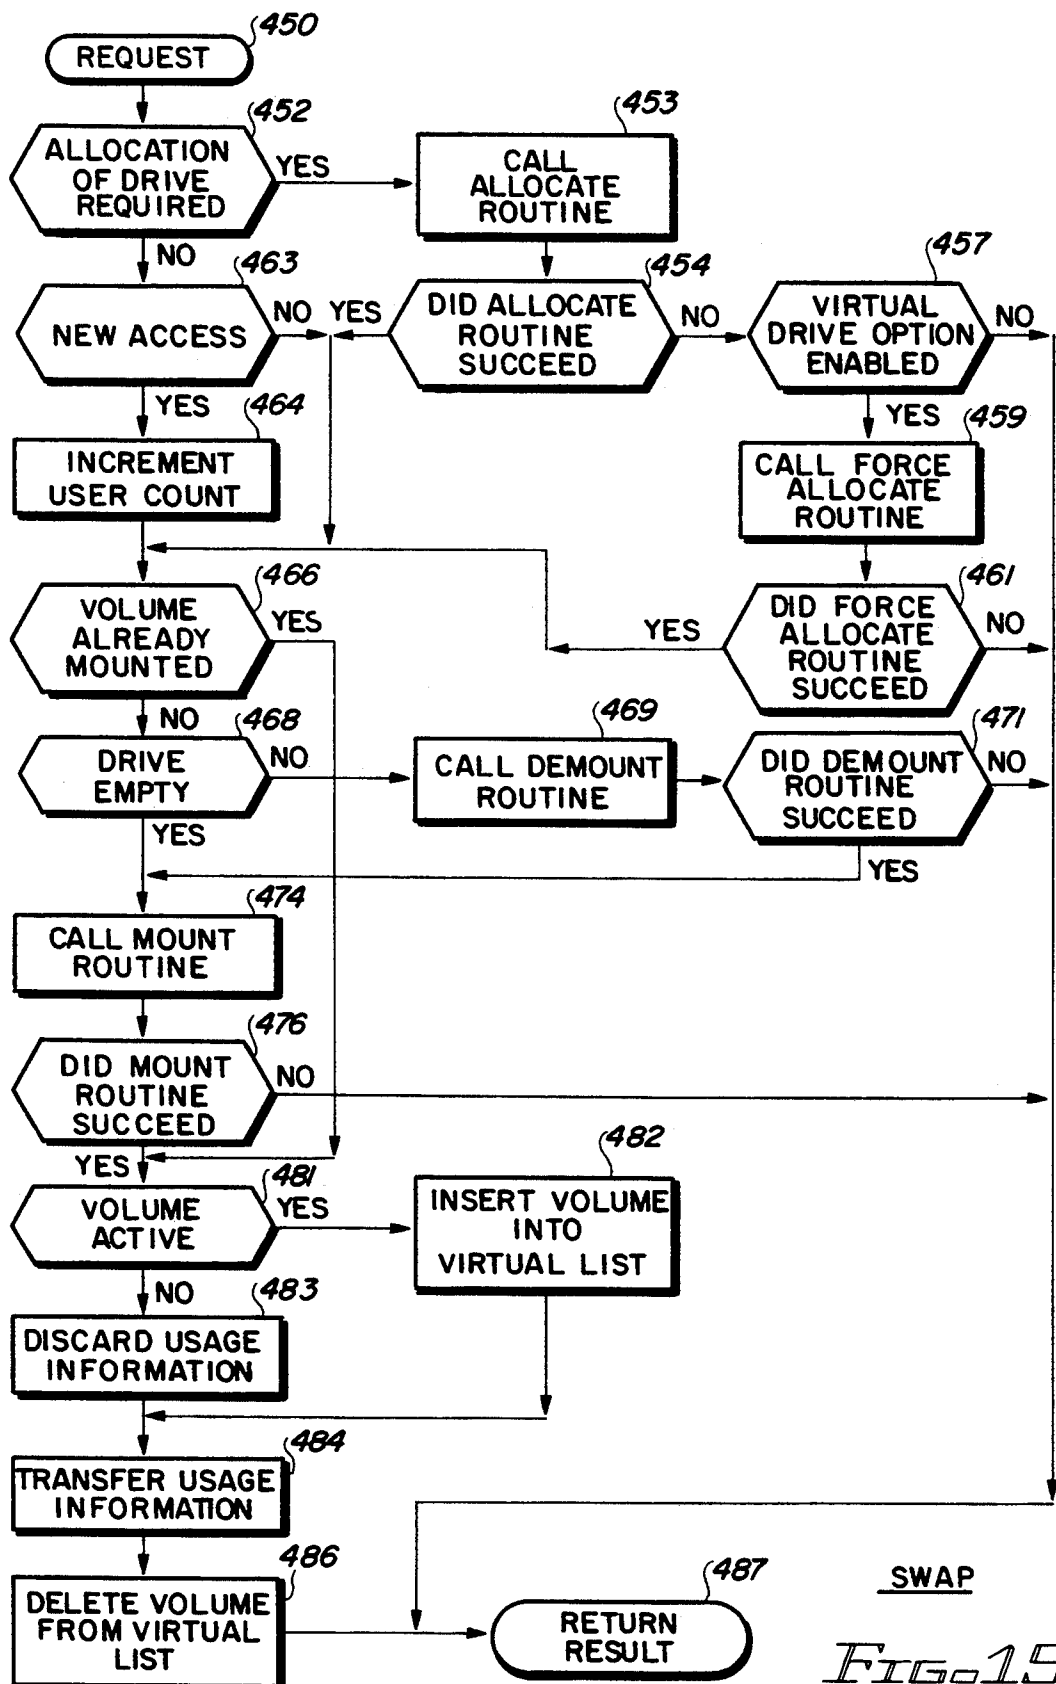 450
REQUEST
452
ALLOCATION
OF DRIVE
REQUIRED
YES
453
CALL
ALLOCATE
ROUTINE
NO
463
NEW ACCESS
NO
YES
454
DID ALLOCATE
ROUTINE
SUCCEED
NO
457
VIRTUAL
DRIVE OPTION
ENABLED
NO
YES
464
INCREMENT
USER COUNT
YES
459
CALL FORCE
ALLOCATE
ROUTINE
466
VOLUME
ALREADY
MOUNTED
YES
YES
461
DID FORCE
ALLOCATE
ROUTINE
SUCCEED
NO
NO
468
DRIVE
EMPTY
NO
469
CALL DEMOUNT
ROUTINE
471
DID DEMOUNT
ROUTINE
SUCCEED
NO
YES
YES
474
CALL MOUNT
ROUTINE
476
DID MOUNT
ROUTINE
SUCCEED
NO
YES
481
VOLUME
ACTIVE
YES
482
INSERT VOLUME
INTO
VIRTUAL LIST
NO
483
DISCARD USAGE
INFORMATION
484
TRANSFER USAGE
INFORMATION
486
DELETE VOLUME
FROM VIRTUAL
LIST
487
RETURN
RESULT
SWAP
FIG. 15